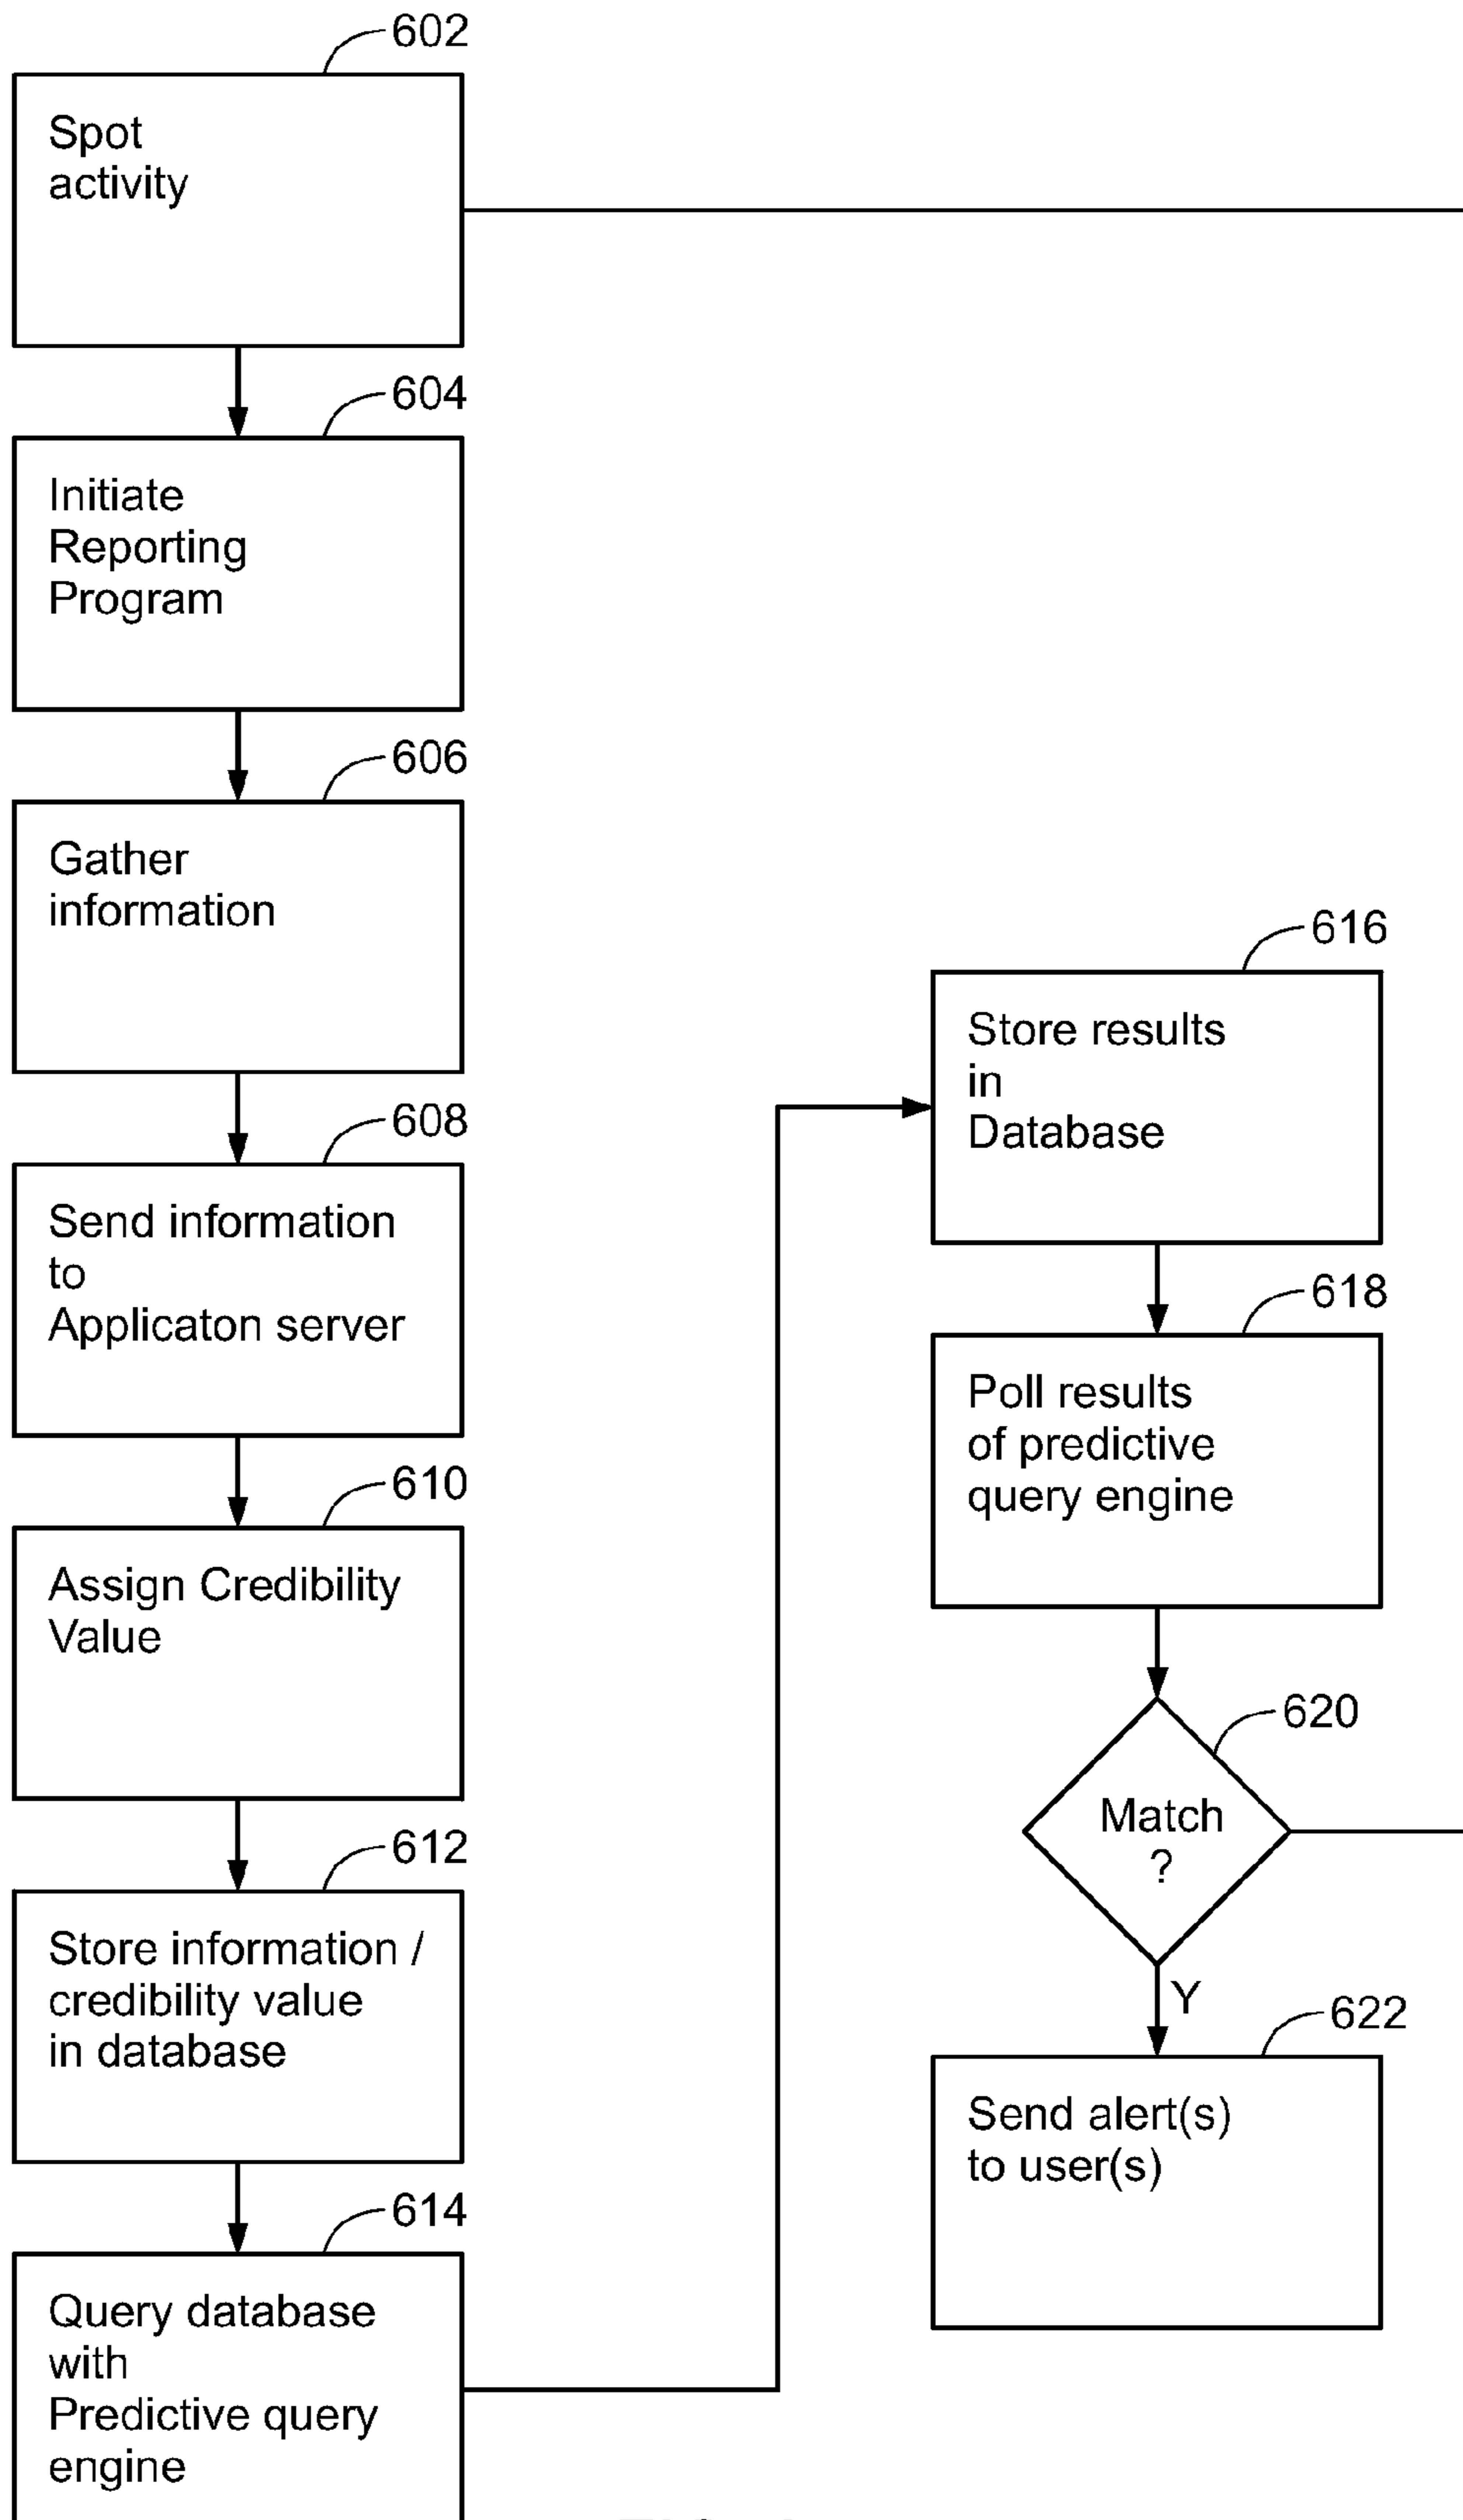 602
Spot
activity
604
Initiate
Reporting
Program
606
Gather
information
608
Send information
to
Applicaton server
610
Assign Credibility
Value
612
Store information /
credibility value
in database
614
Query database
with
Predictive query
engine
616
Store results
in
Database
618
Poll results
of predictive
query engine
620
Match
?
Y
622
Send alert(s)
to user(s)